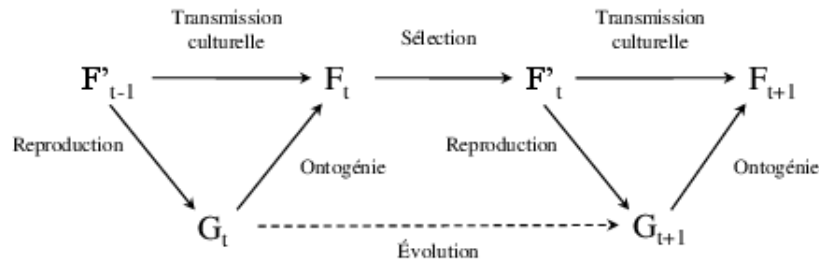 Transmission
culturelle
Sélection
Transmission
culturelle
F't-1
Ft
F't
Ft+1
Reproduction
Ontogénie
Reproduction
Ontogénie
Gt
Gt+1
Évolution